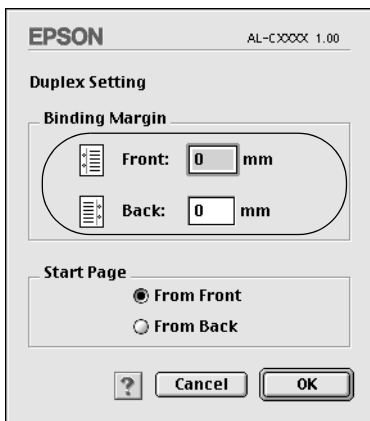 EPSON AL-CXXXX 1.00
Duplex Setting
Binding Margin
Front: 0 mm
Back: 0 mm
Start Page
From Front
From Back
? Cancel OK